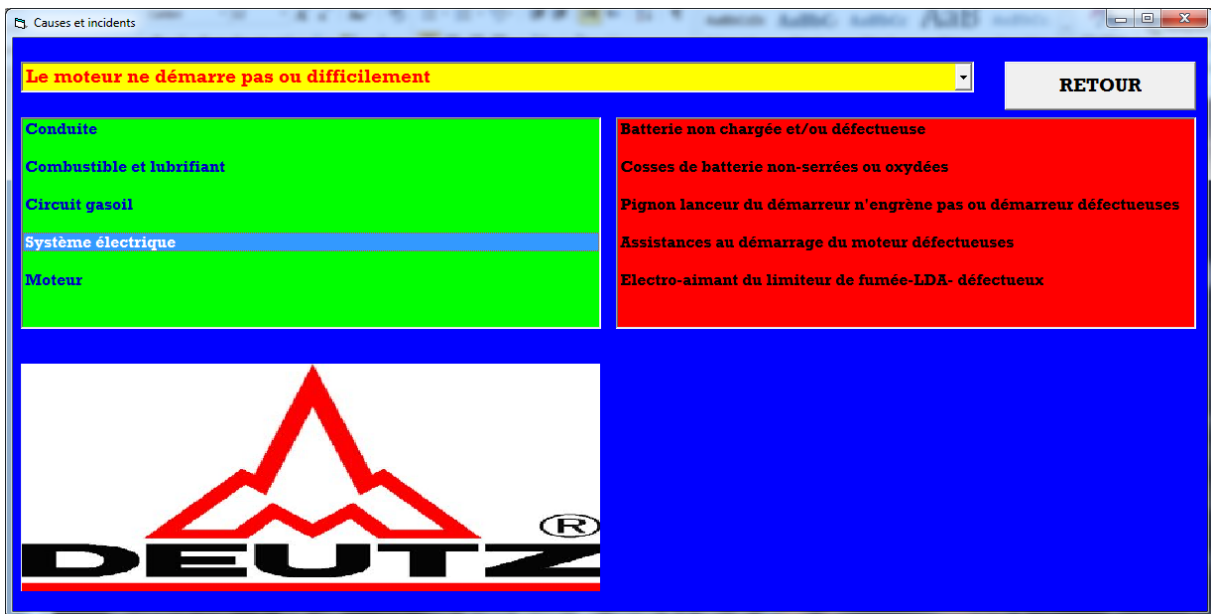 Causes et incidents
Le moteur ne démarre pas ou difficilement
RETOUR
Conduite
Combustible et lubrifiant
Circuit gasoil
Système électrique
Moteur
Batterie non chargée et/ou défectueuse
Cosses de batterie non-serrées ou oxydées
Pignon lanceur du démarreur n'engrène pas ou démarreur défectueuses
Assistances au démarrage du moteur défectueuses
Electro-aimant du limiteur de fumée-LDA- défectueux
DEUTZ ®